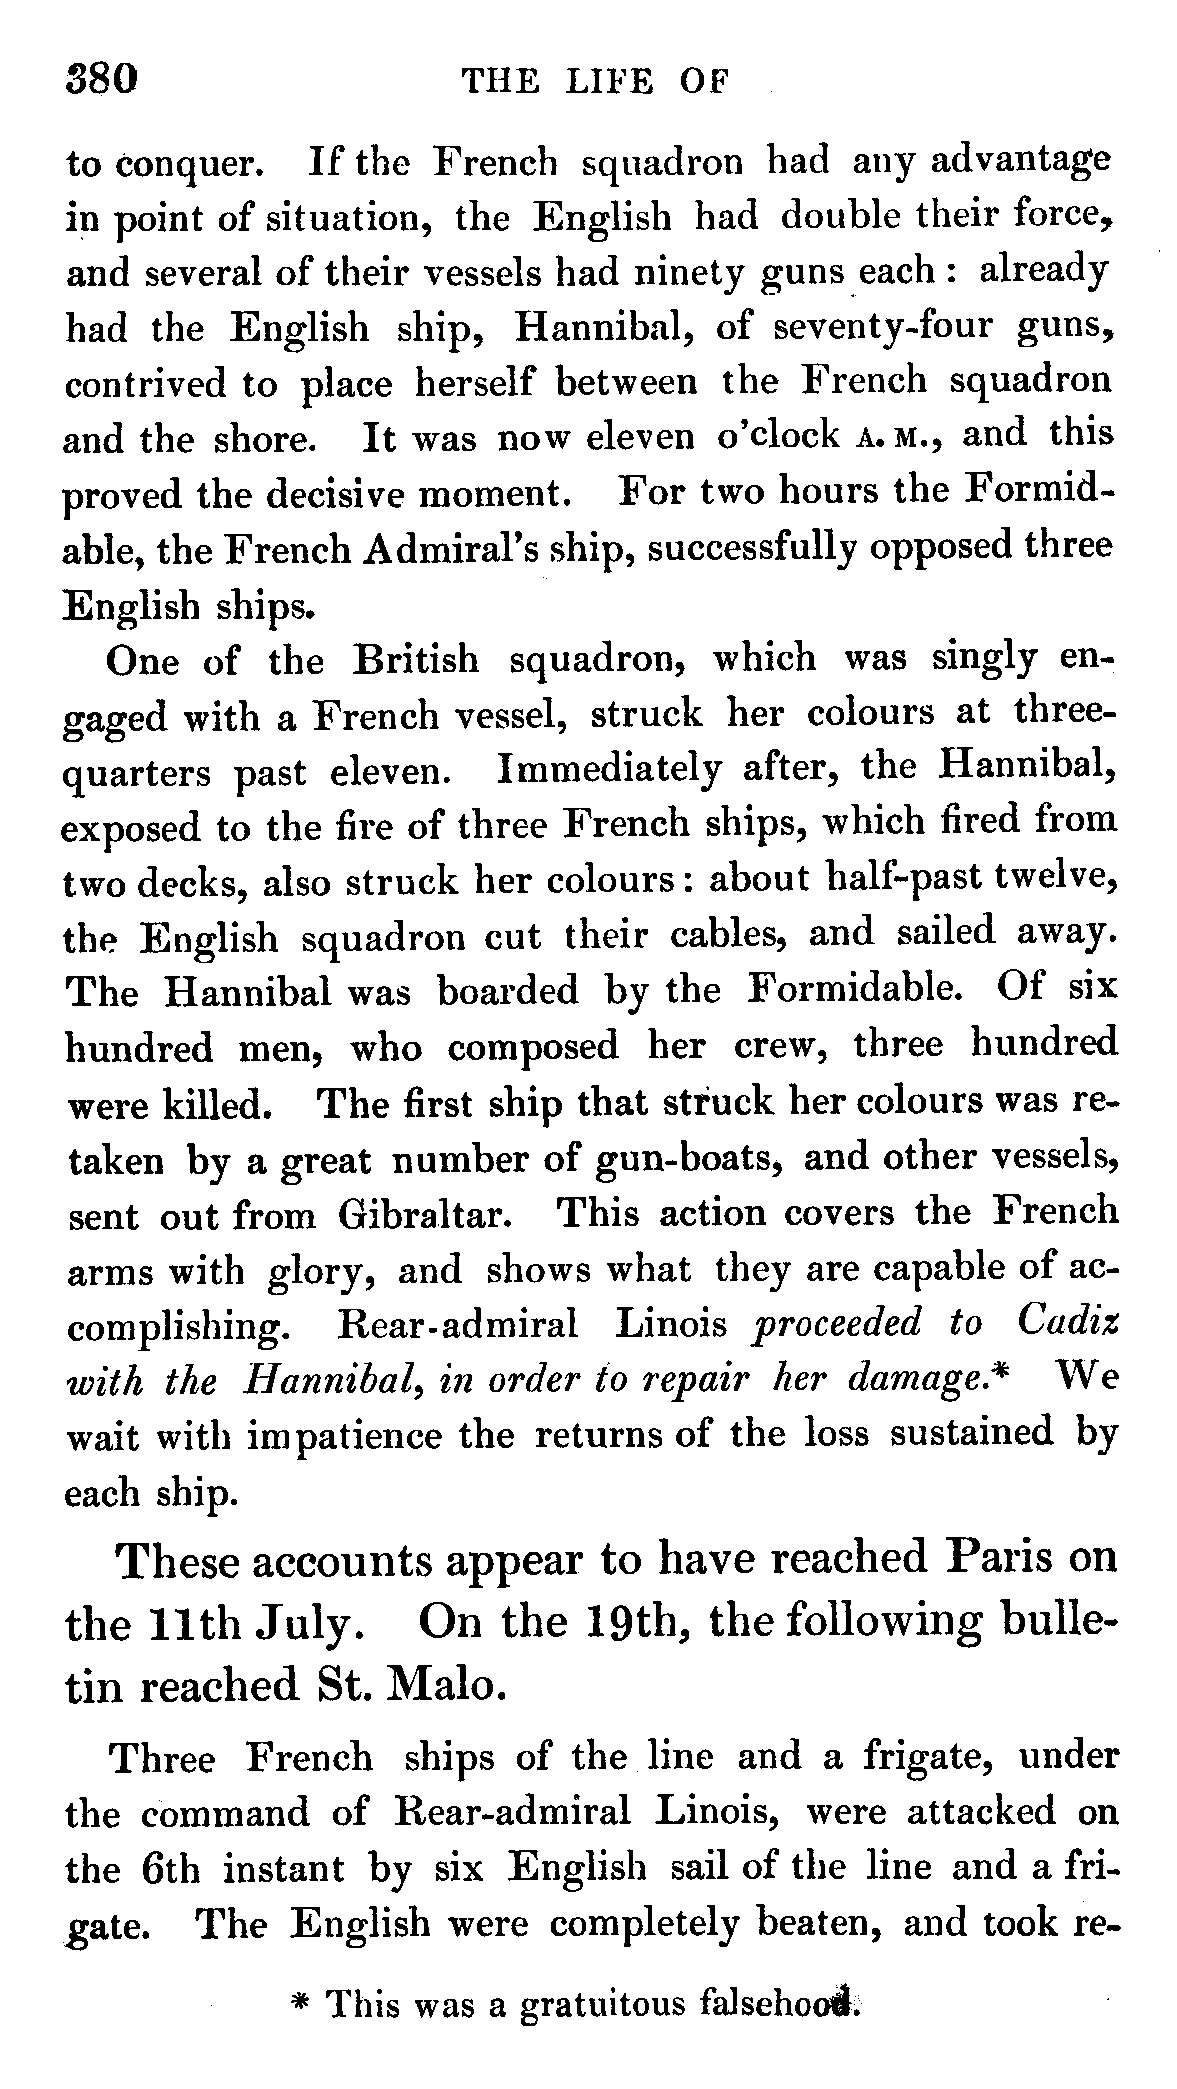 380 THE LIFE OF
to conquer. If the French squadron had any advantage
in point of situation, the English had double their force,
and several of their vessels had ninety guns each : already
had the English ship, Hannibal, of seventy-four guns,
contrived to place herself between the French squadron
and the shore. It was now eleven o'clock A. M., and this
proved the decisive moment. For two hours the Formid-
able, the French Admiral's ship, successfully opposed three
English ships.
One of the British squadron, which was singly en-
gaged with a French vessel, struck her colours at three-
quarters past eleven. Immediately after, the Hannibal,
exposed to the fire of three French ships, which fired from
two decks, also struck her colours : about half-past twelve,
the English squadron cut their cables, and sailed away.
The Hannibal was boarded by the Formidable. Of six
hundred men, who composed her crew, three hundred
were killed. The first ship that struck her colours was re-
taken by a great number of gun-boats, and other vessels,
sent out from Gibraltar. This action covers the French
arms with glory, and shows what they are capable of ac-
complishing. Rear-admiral Linois proceeded to Cadiz
with the Hannibal, in order to repair her damage.* We
wait with impatience the returns of the loss sustained by
each ship.
These accounts appear to have reached Paris on
the 11th July. On the 19th, the following bulle-
tin reached St. Malo.
Three French ships of the line and a frigate, under
the command of Rear-admiral Linois, were attacked on
the 6th instant by six English sail of the line and a fri-
gate. The English were completely beaten, and took re-
* This was a gratuitous falsehood.